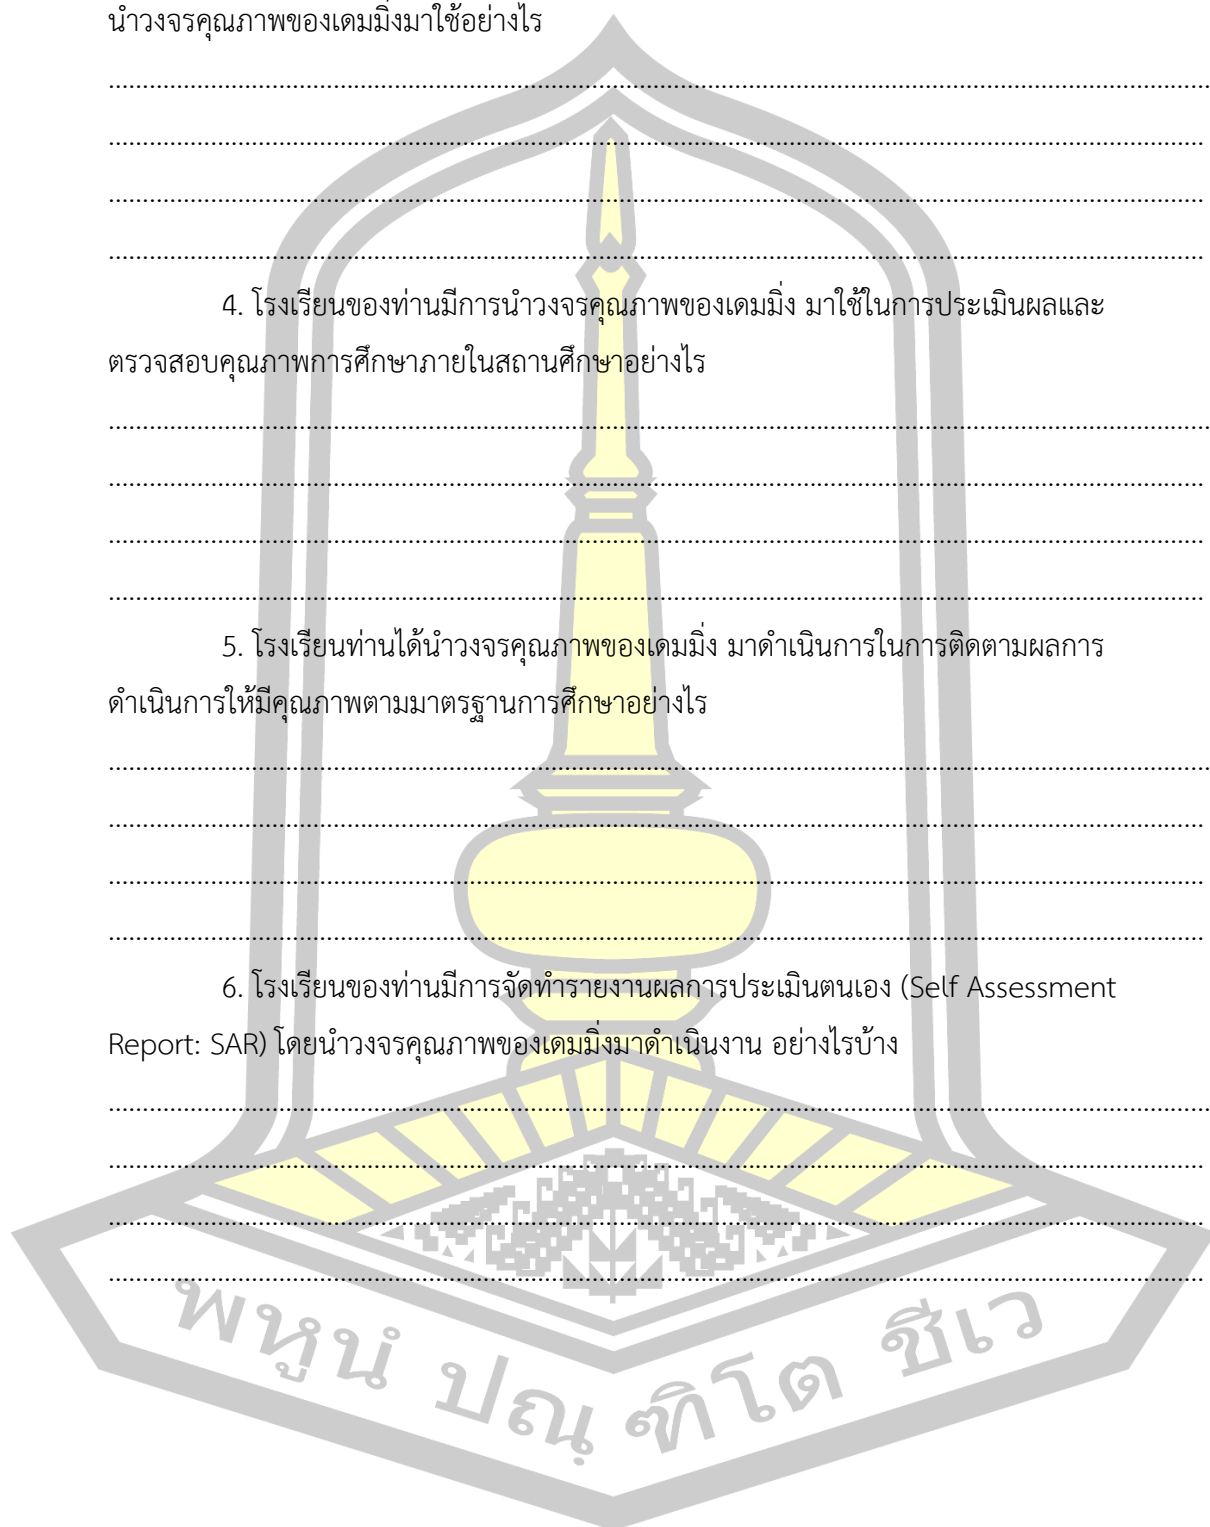 นำวงจรคุณภาพของเดมมิ่งมาใช้อย่างไร
................................................................................
................................................................................
................................................................................
................................................................................
4. โรงเรียนของท่านมีการนำวงจรคุณภาพของเดมมิ่ง มาใช้ในการประเมินผลและ
ตรวจสอบคุณภาพการศึกษาภายในสถานศึกษาอย่างไร
................................................................................
................................................................................
................................................................................
................................................................................
5. โรงเรียนท่านได้นำวงจรคุณภาพของเดมมิ่ง มาดำเนินการในการติดตามผลการ
ดำเนินการให้มีคุณภาพตามมาตรฐานการศึกษาอย่างไร
................................................................................
................................................................................
................................................................................
................................................................................
6. โรงเรียนของท่านมีการจัดทำรายงานผลการประเมินตนเอง (Self Assessment
Report: SAR) โดยนำวงจรคุณภาพของเดมมิ่งมาดำเนินงาน อย่างไรบ้าง
................................................................................
................................................................................
................................................................................
................................................................................
พหูนํ ปณฺฑิโต ชีเว